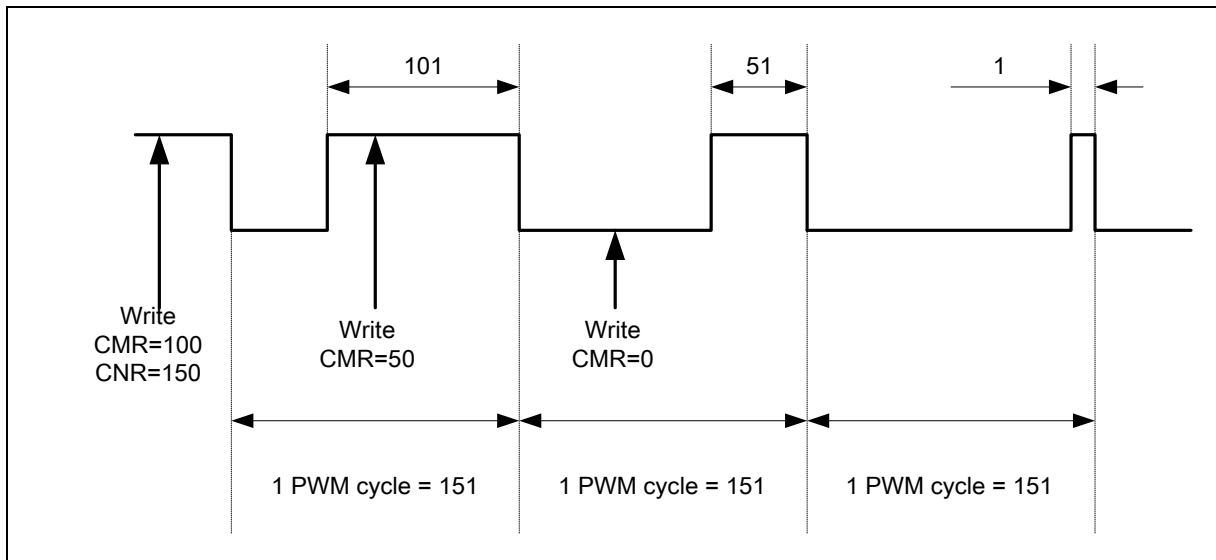 101
51
1
Write
CMR=100
CNR=150
Write
CMR=50
Write
CMR=0
1 PWM cycle = 151
1 PWM cycle = 151
1 PWM cycle = 151